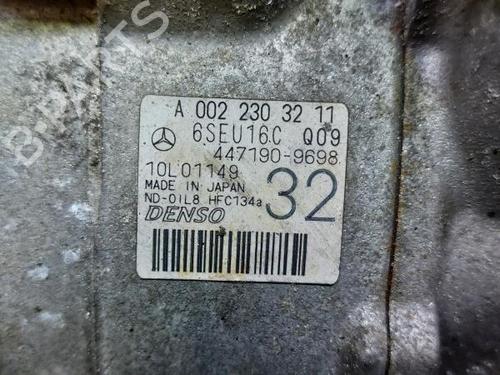 B-PARTS
A 002 230 32 11
6SEU16C Q09
447190-9698
10L01149
MADE IN JAPAN
ND-OIL8 HFC134a
32
DENSO